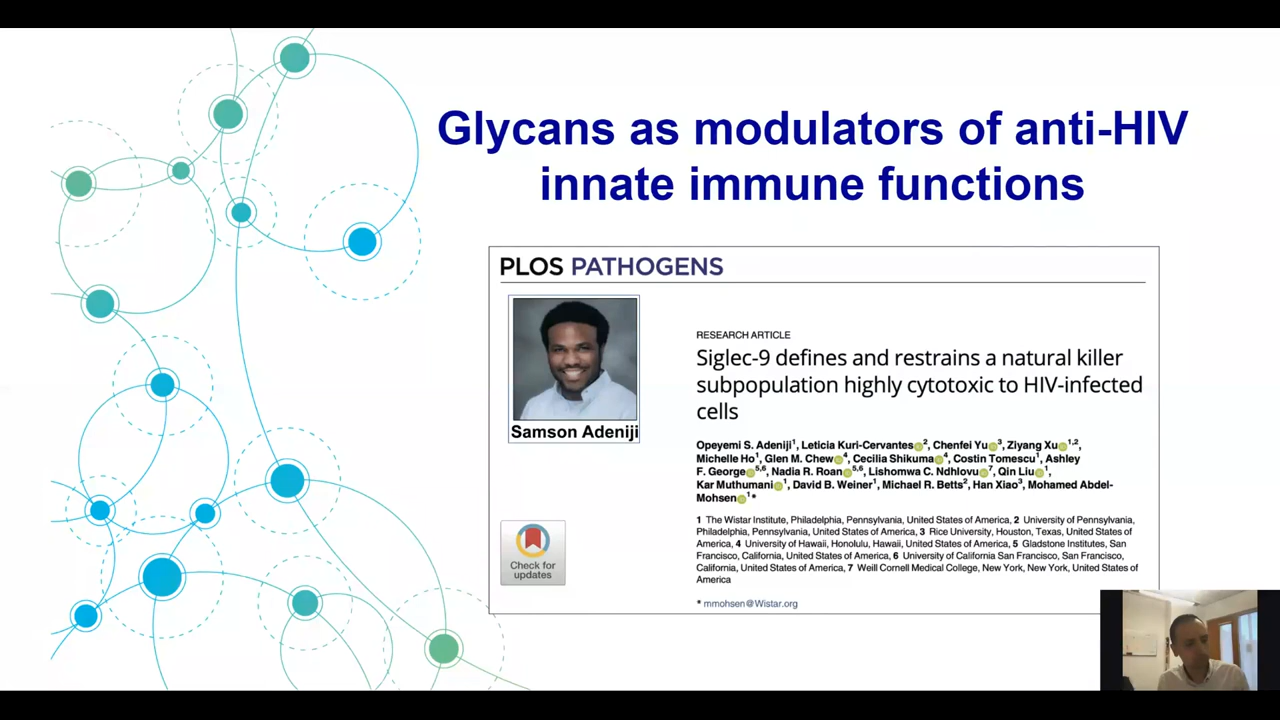 Glycans as modulators of anti-HIV
innate immune functions
PLOS PATHOGENS
Samson Adeniji
RESEARCH ARTICLE
Siglec-9 defines and restrains a natural killer
subpopulation highly cytotoxic to HIV-infected
cells
Opeyemi S. Adeniji1, Leticia Kuri-Cervantes2, Chenfei Yu3, Ziyang Xu1,2,
Michelle Ho1, Glen M. Chew4, Cecilia Shikuma4, Costin Tomescu1, Ashley
F. George5,6, Nadia R. Roan5,6, Lishomwa C. Ndhlovu7, Qin Liu1,
Kar Muthumani1, David B. Weiner1, Michael R. Betts2, Han Xiao3, Mohamed Abdel-
Mohsen1*
1 The Wistar Institute, Philadelphia, Pennsylvania, United States of America, 2 University of Pennsylvania,
Philadelphia, Pennsylvania, United States of America, 3 Rice University, Houston, Texas, United States of
America, 4 University of Hawaii, Honolulu, Hawaii, United States of America, 5 Gladstone Institutes, San
Francisco, California, United States of America, 6 University of California San Francisco, San Francisco,
California, United States of America, 7 Weill Cornell Medical College, New York, New York, United States of
America
* mmohsen@Wistar.org
Check for
updates